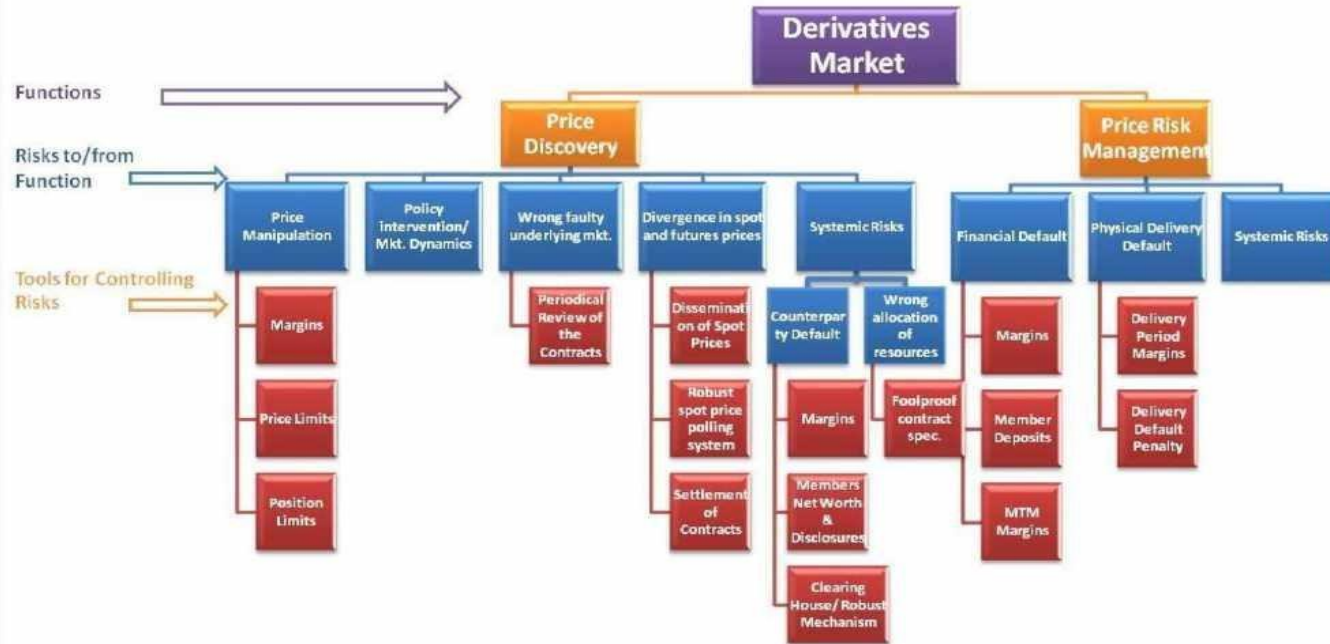 Derivatives
Market
Functions
Price
Discovery
Price Risk
Management
Risks to/from
Function
Price
Manipulation
Policy
Intervention/
Mkt. Dynamics
Wrong faulty
underlying mkt.
Divergence in spot
and futures prices
Systemic Risks
Financial Default
Physical Delivery
Default
Systemic Risks
Tools for Controlling
Risks
Margins
Price Limits
Position
Limits
Periodical
Review of
the
Contracts
Disseminati
on of Spot
Prices
Robust
spot price
polling
system
Settlement
of
Contracts
Counterpar
ty Default
Wrong
allocation
of
resources
Margins
Members
Net Worth
&
Disclosures
Clearing
House/ Robust
Mechanism
Foolproof
contract
spec.
Margins
Member
Deposits
MTM
Margins
Delivery
Period
Margins
Delivery
Default
Penalty